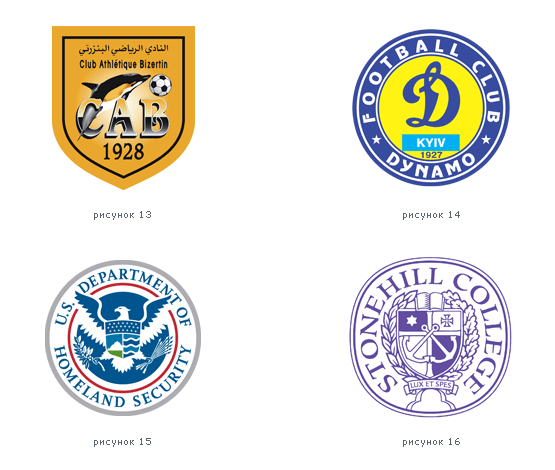 النادي الرياضي البنزرتي
Club Athlétique Bizertin
CAB
1928
рисунок 13
FOOTBALL CLUB
D
KYIV
1927
DYNAMO
рисунок 14
U.S. DEPARTMENT OF
HOMELAND SECURITY
рисунок 15
STONEHILL COLLEGE
LUX ET SPES
рисунок 16